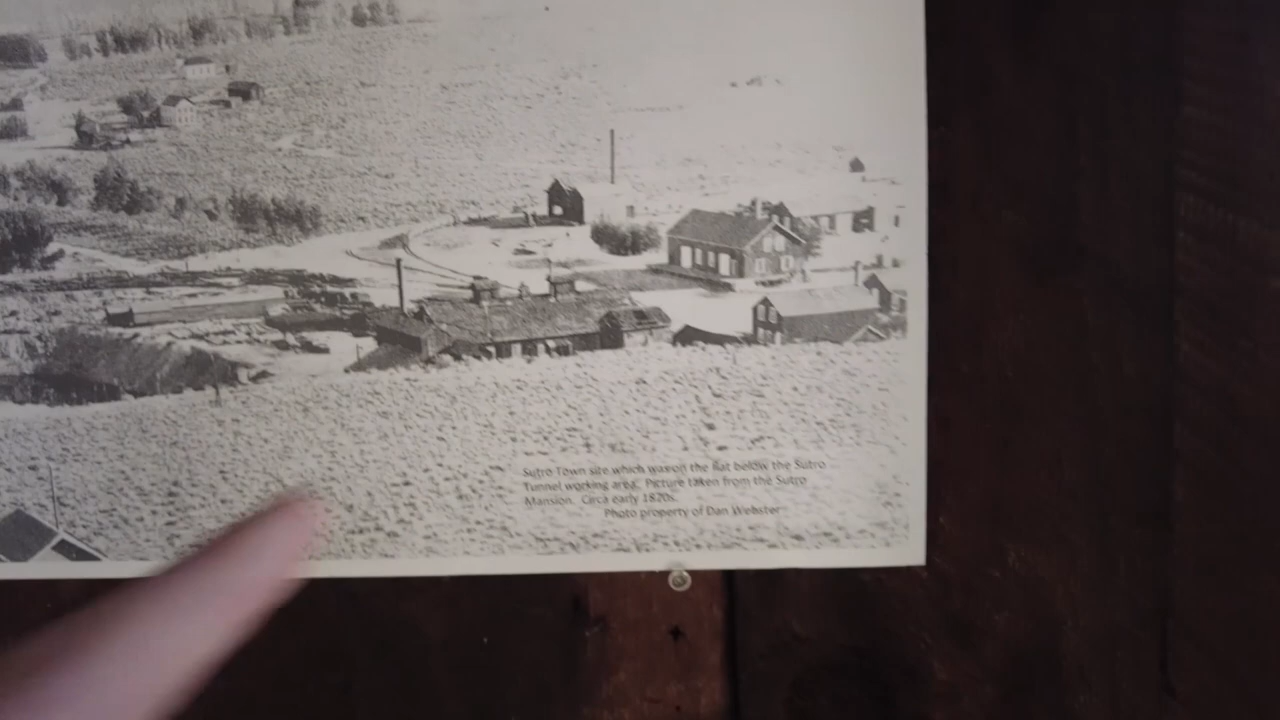 Sutro Town site which was on the flat below the Sutro
Tunnel working area. Picture taken from the Sutro
Mansion. Circa early 1870s.
Photo property of Dan Webster